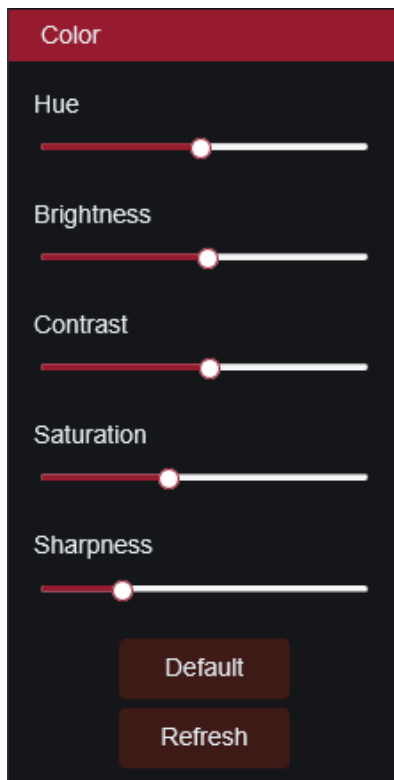 Color
Hue
Brightness
Contrast
Saturation
Sharpness
Default
Refresh